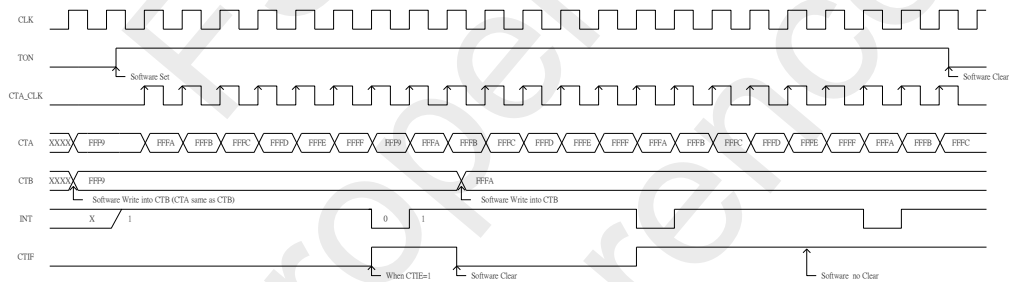 CLK
TON
Software Set
Software Clear
CTA_CLK
CTA XXXX FFF9 FFFA FFFB FFFC FFFD FFFE FFFF FFF9 FFFA FFFB FFFC FFFD FFFE FFFF FFFA FFFB FFFC FFFD FFFE FFFF FFFA FFFB FFFC
CTB XXXX FFF9 FFFA
Software Write into CTB (CTA same as CTB) Software Write into CTB
INT X 1 0 1
CTIF
When CTIE=1 Software Clear Software no Clear